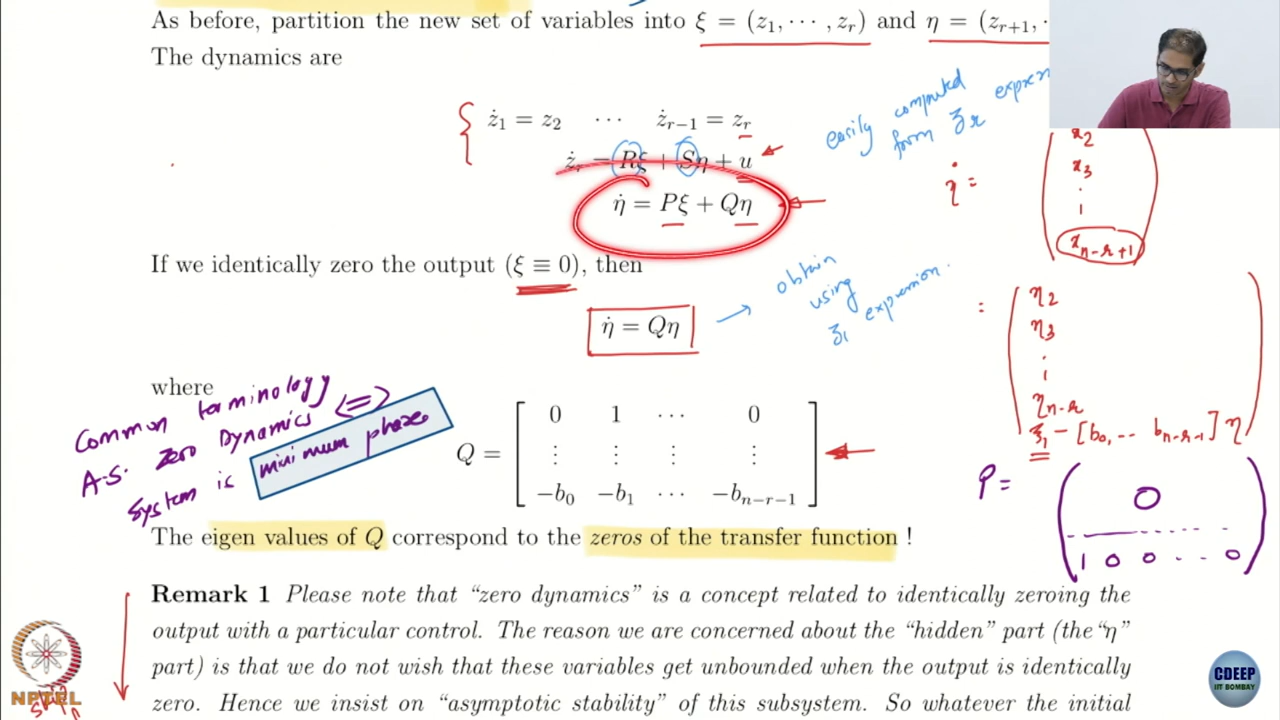 As before, partition the new set of variables into ξ = (z₁, ⋯ , zᵣ) and η = (zᵣ₊₁, ·
The dynamics are
ż₁ = z₂ ⋯ żᵣ₋₁ = zᵣ
= Rξ + Sη + u
η̇ = Pξ + Qη
easily computed
from ξᵣ
η̇ =
x₂
x₃
⋮
xₙ₋ᵣ₊₁
If we identically zero the output (ξ ≡ 0), then
η̇ = Qη
obtain
using
ξ₁ expression.
=
η₂
η₃
⋮
ηₙ₋ᵣ
ξ₁ - [b₀, ⋯ bₙ₋ᵣ₋₁] η
where
Common terminology
A.S. zero Dynamics ⇔
System is minimum phase
Q =
0 1 ⋯ 0
⋮ ⋮ ⋮ ⋮
−b₀ −b₁ ⋯ −bₙ₋ᵣ₋₁
P =
0
1 0 0 ⋯ 0
The eigen values of Q correspond to the zeros of the transfer function !
Remark 1 Please note that “zero dynamics” is a concept related to identically zeroing the
output with a particular control. The reason we are concerned about the “hidden” part (the “η”
part) is that we do not wish that these variables get unbounded when the output is identically
zero. Hence we insist on “asymptotic stability” of this subsystem. So whatever the initial
NPTEL
CDEEP
IIT BOMBAY